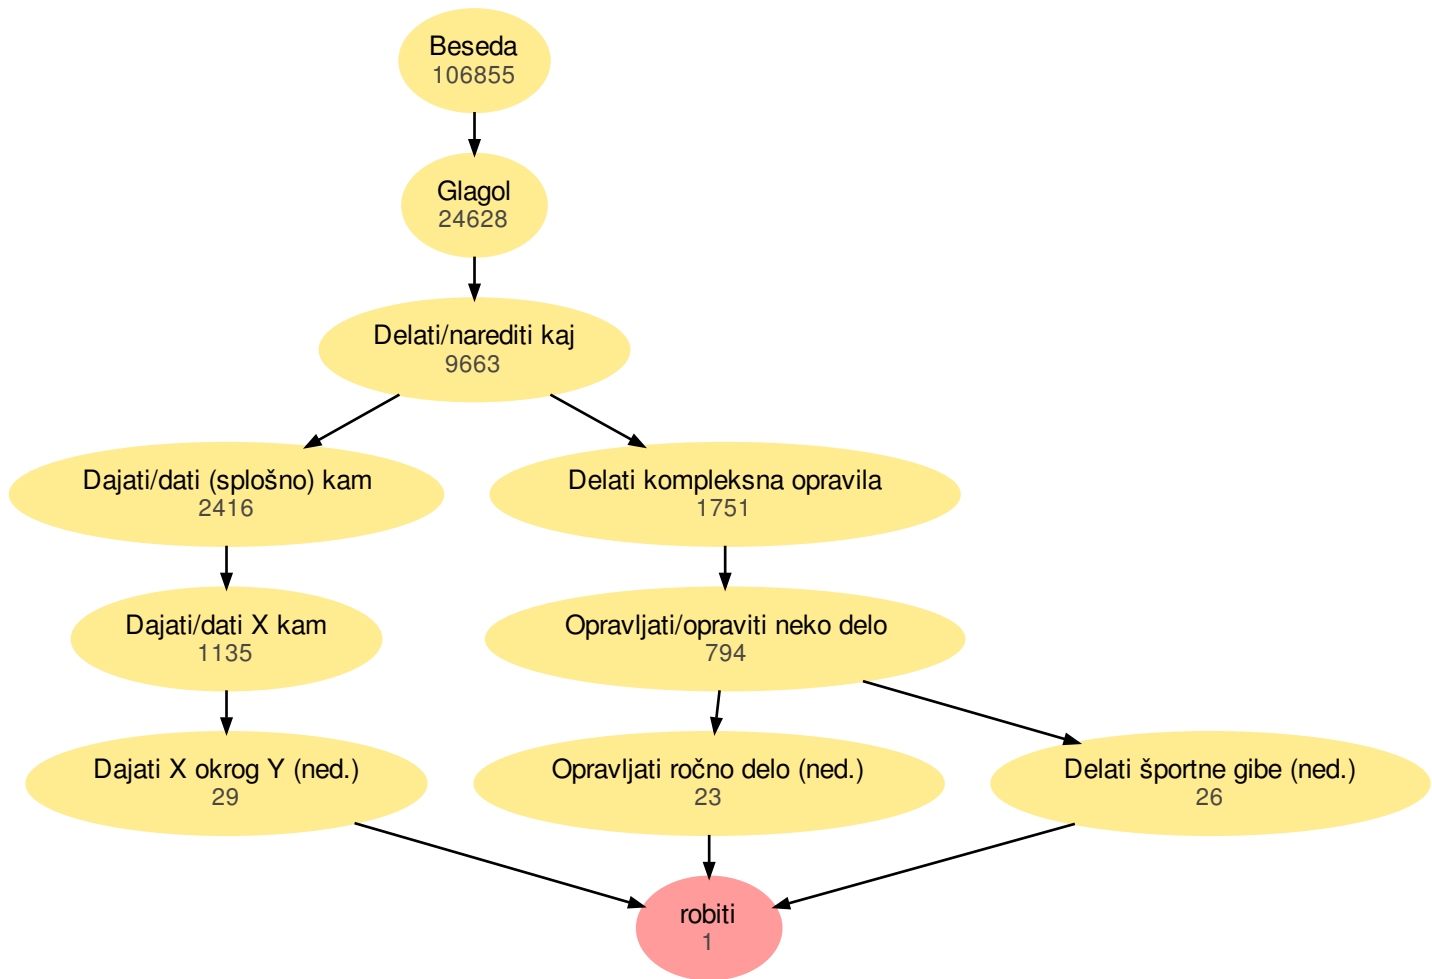 Beseda
106855
Glagol
24628
Delati/narediti kaj
9663
Dajati/dati (splošno) kam
2416
Delati kompleksna opravila
1751
Dajati/dati X kam
1135
Opravljati/opraviti neko delo
794
Dajati X okrog Y (ned.)
29
Opravljati ročno delo (ned.)
23
Delati športne gibe (ned.)
26
robiti
1